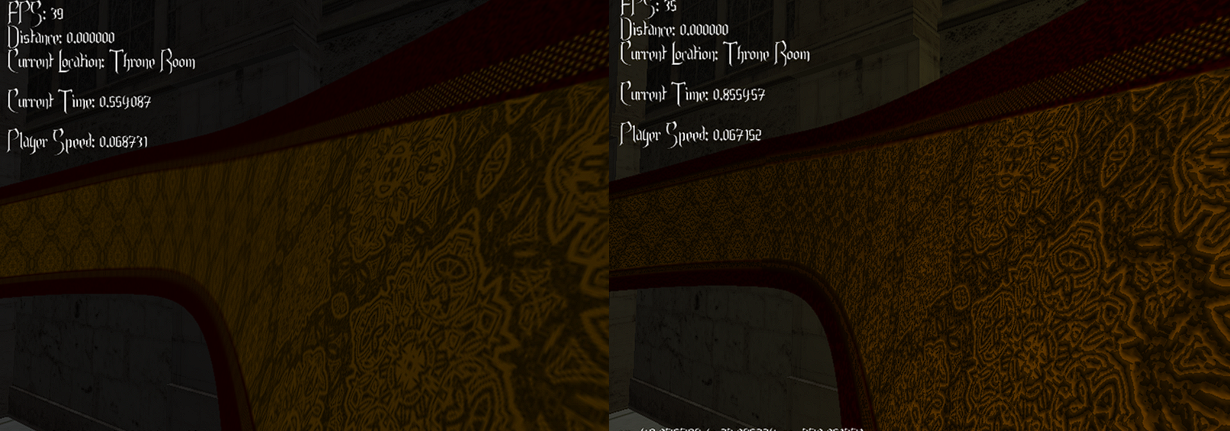 FPS: 39
Distance: 0.000000
Current Location: Throne Room
Current Time: 0.559087
Player Speed: 0.068731
FPS: 35
Distance: 0.000000
Current Location: Throne Room
Current Time: 0.855957
Player Speed: 0.067152